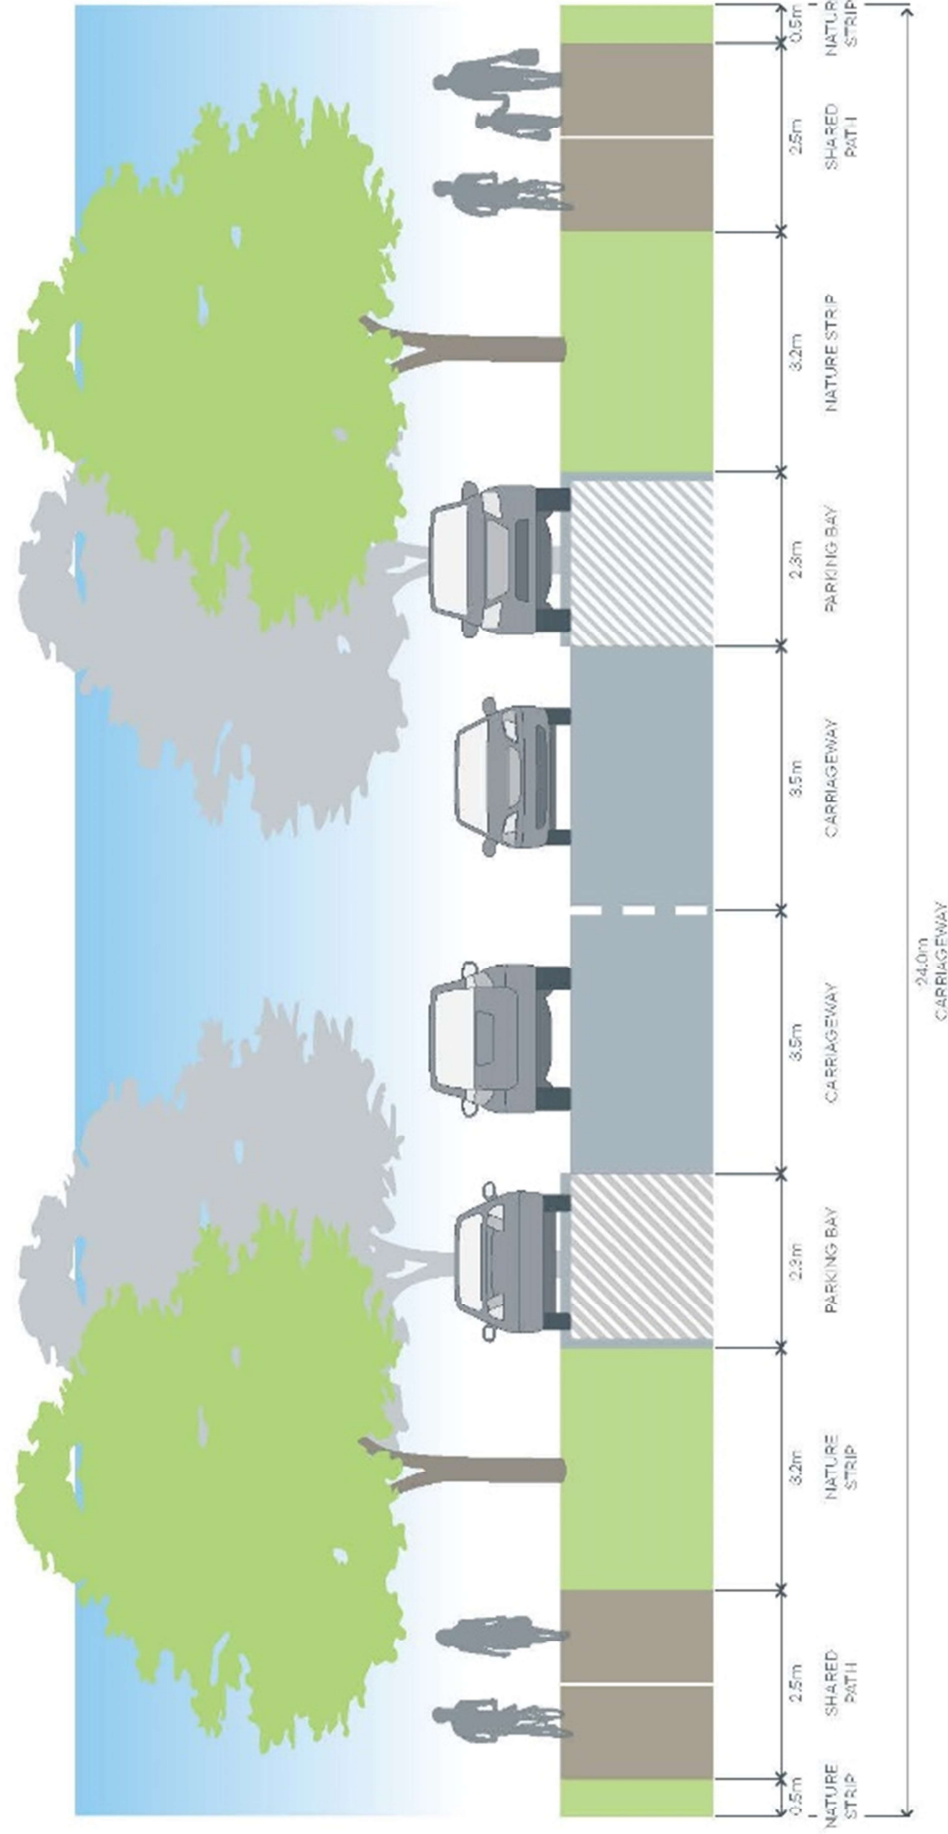 0.5m
NATURE
STRIP
2.5m
SHARED
PATH
3.2m
NATURE
STRIP
2.3m
PARKING BAY
3.5m
CARRIAGEWAY
3.5m
CARRIAGEWAY
2.3m
PARKING BAY
3.2m
NATURE STRIP
2.5m
SHARED
PATH
0.5m
NATUR
STRIP
24.0m
CARRIAGEWAY